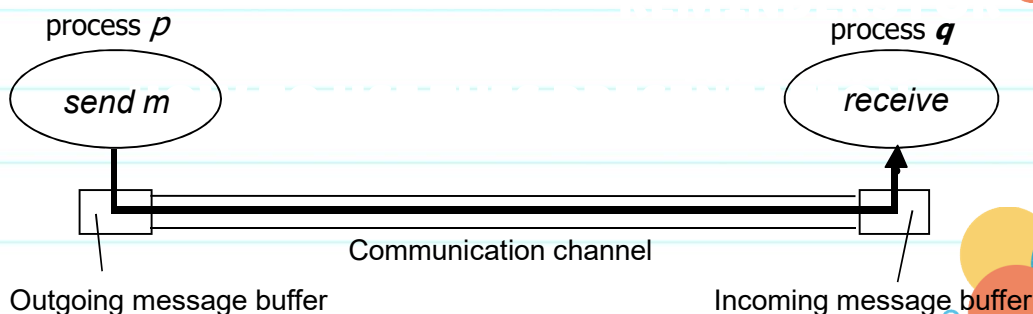 process p
process q
send m
receive
Communication channel
Outgoing message buffer
Incoming message buffer